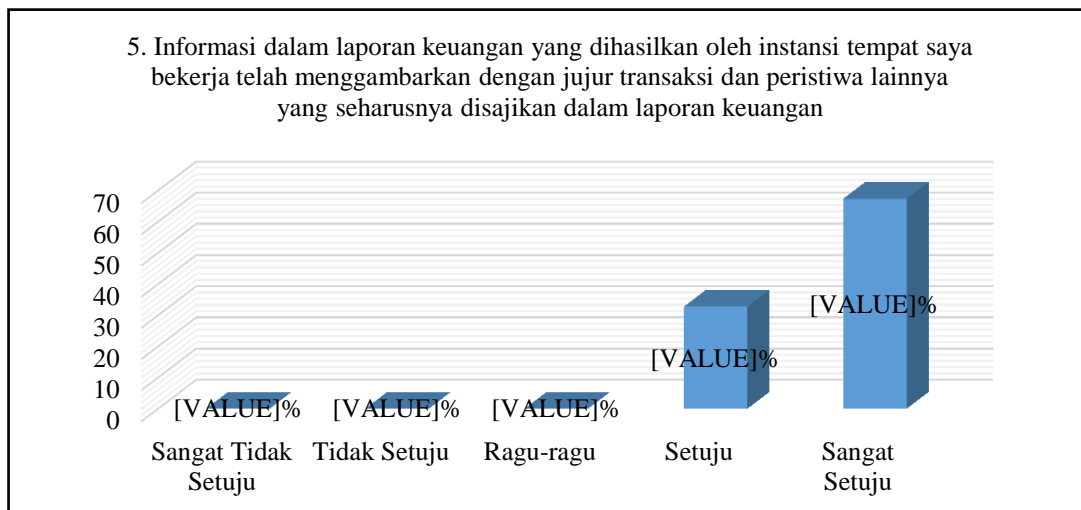 5. Informasi dalam laporan keuangan yang dihasilkan oleh instansi tempat saya
bekerja telah menggambarkan dengan jujur transaksi dan peristiwa lainnya
yang seharusnya disajikan dalam laporan keuangan
70
60
50
40
30
20
10
0
[VALUE]%
[VALUE]%
[VALUE]%
[VALUE]%
[VALUE]%
Sangat Tidak
Setuju
Tidak Setuju
Ragu-ragu
Setuju
Sangat
Setuju